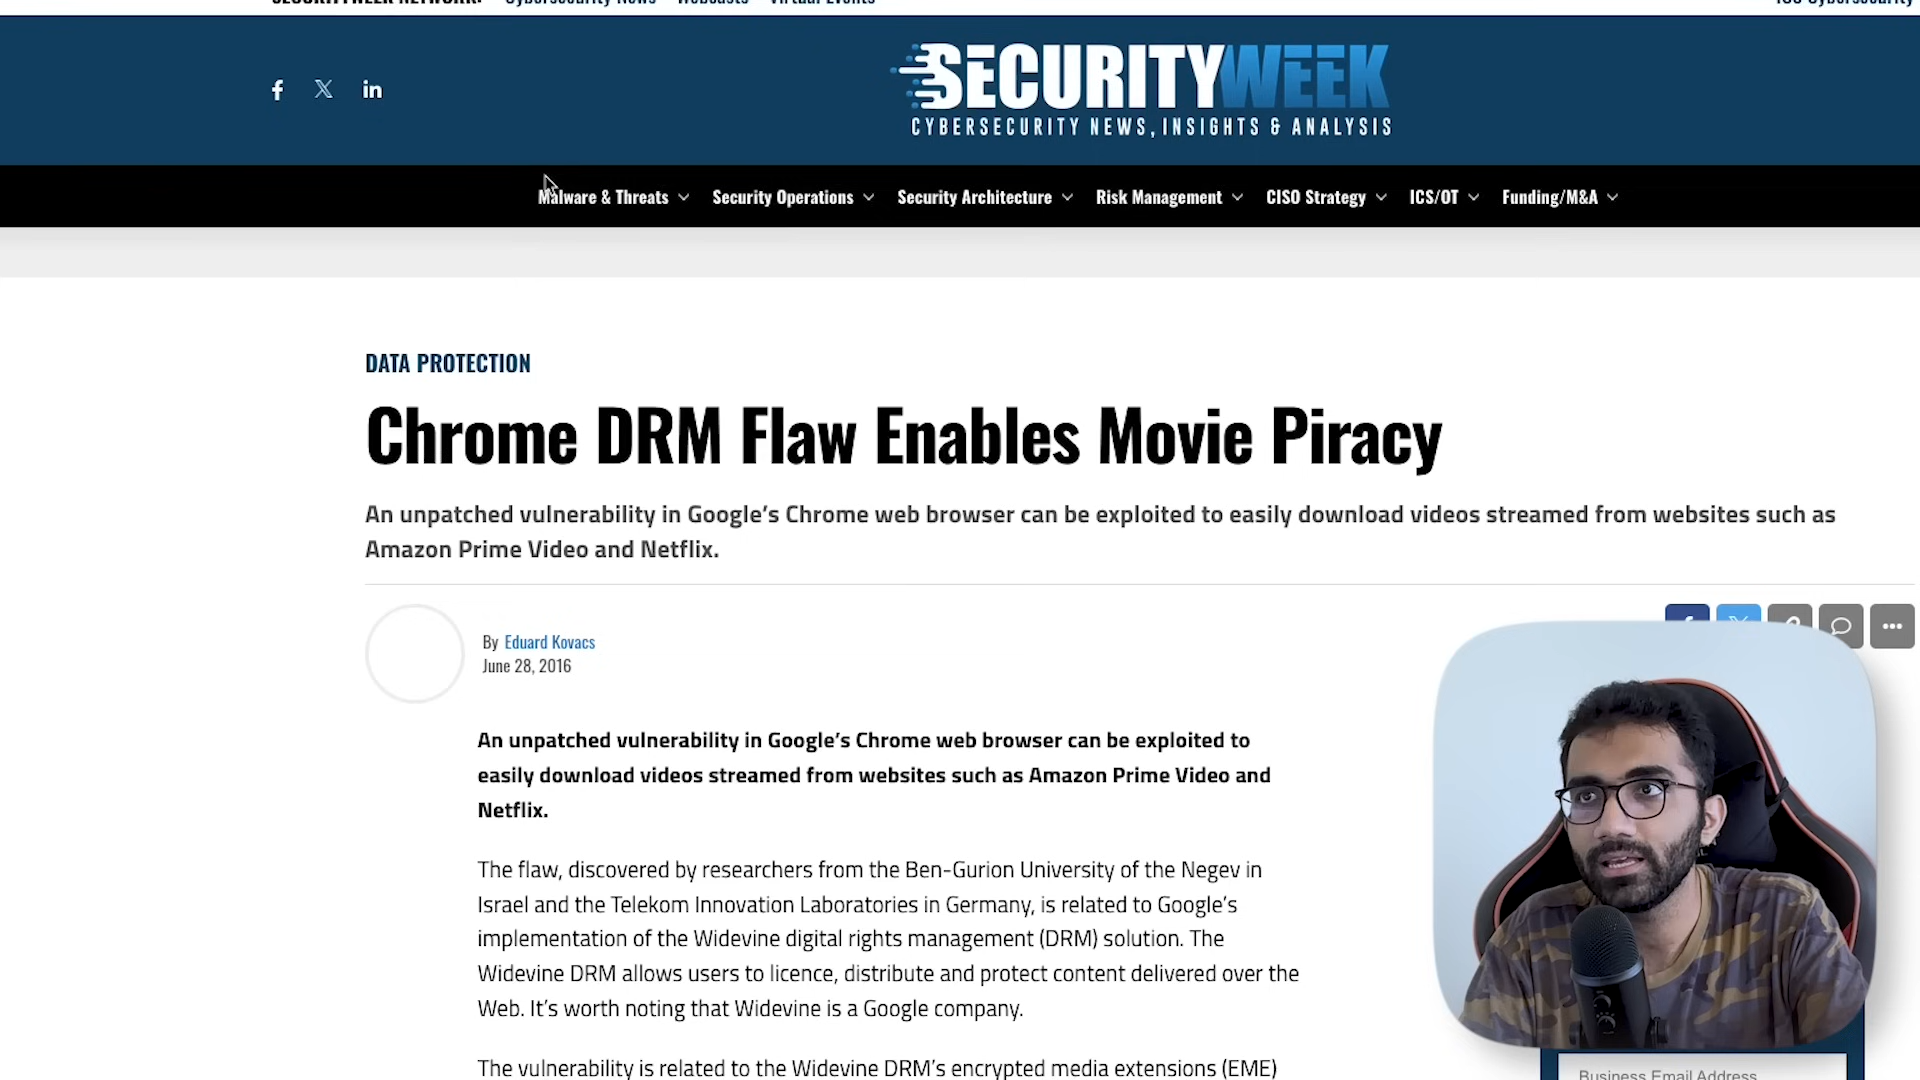 SECURITYWEEK NETWORK:
Cybersecurity News
Webcasts
Virtual Events
ICS Cybersecurity
SECURITYWEEK
CYBERSECURITY NEWS, INSIGHTS & ANALYSIS
Malware & Threats
Security Operations
Security Architecture
Risk Management
CISO Strategy
ICS/OT
Funding/M&A
DATA PROTECTION
Chrome DRM Flaw Enables Movie Piracy
An unpatched vulnerability in Google's Chrome web browser can be exploited to easily download videos streamed from websites such as
Amazon Prime Video and Netflix.
By Eduard Kovacs
June 28, 2016
An unpatched vulnerability in Google's Chrome web browser can be exploited to
easily download videos streamed from websites such as Amazon Prime Video and
Netflix.
The flaw, discovered by researchers from the Ben-Gurion University of the Negev in
Israel and the Telekom Innovation Laboratories in Germany, is related to Google's
implementation of the Widevine digital rights management (DRM) solution. The
Widevine DRM allows users to licence, distribute and protect content delivered over the
Web. It's worth noting that Widevine is a Google company.
The vulnerability is related to the Widevine DRM's encrypted media extensions (EME)
Business Email Address